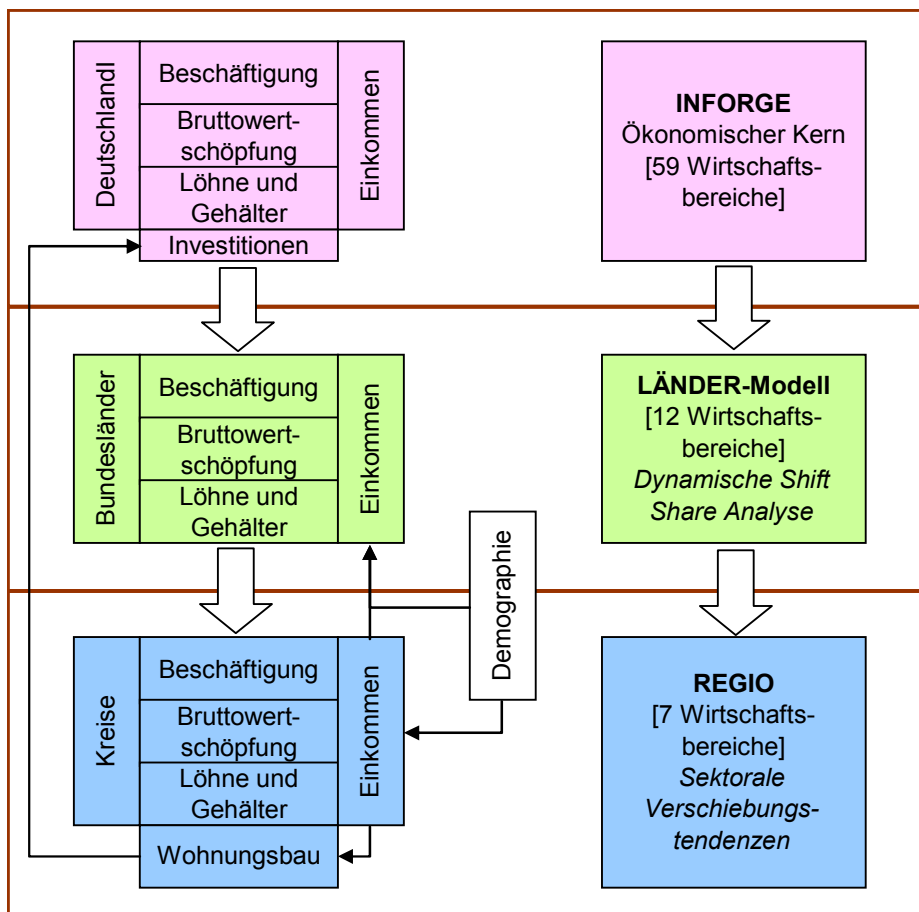 Deutschlandl
Beschäftigung
Bruttowert-
schöpfung
Löhne und
Gehälter
Investitionen
Einkommen
INFORGE
Ökonomischer Kern
[59 Wirtschafts-
bereiche]
Bundesländer
Beschäftigung
Bruttowert-
schöpfung
Löhne und
Gehälter
Einkommen
LÄNDER-Modell
[12 Wirtschafts-
bereiche]
Dynamische Shift
Share Analyse
Demographie
Kreise
Beschäftigung
Bruttowert-
schöpfung
Löhne und
Gehälter
Wohnungsbau
Einkommen
REGIO
[7 Wirtschafts-
bereiche]
Sektorale
Verschiebungs-
tendenzen